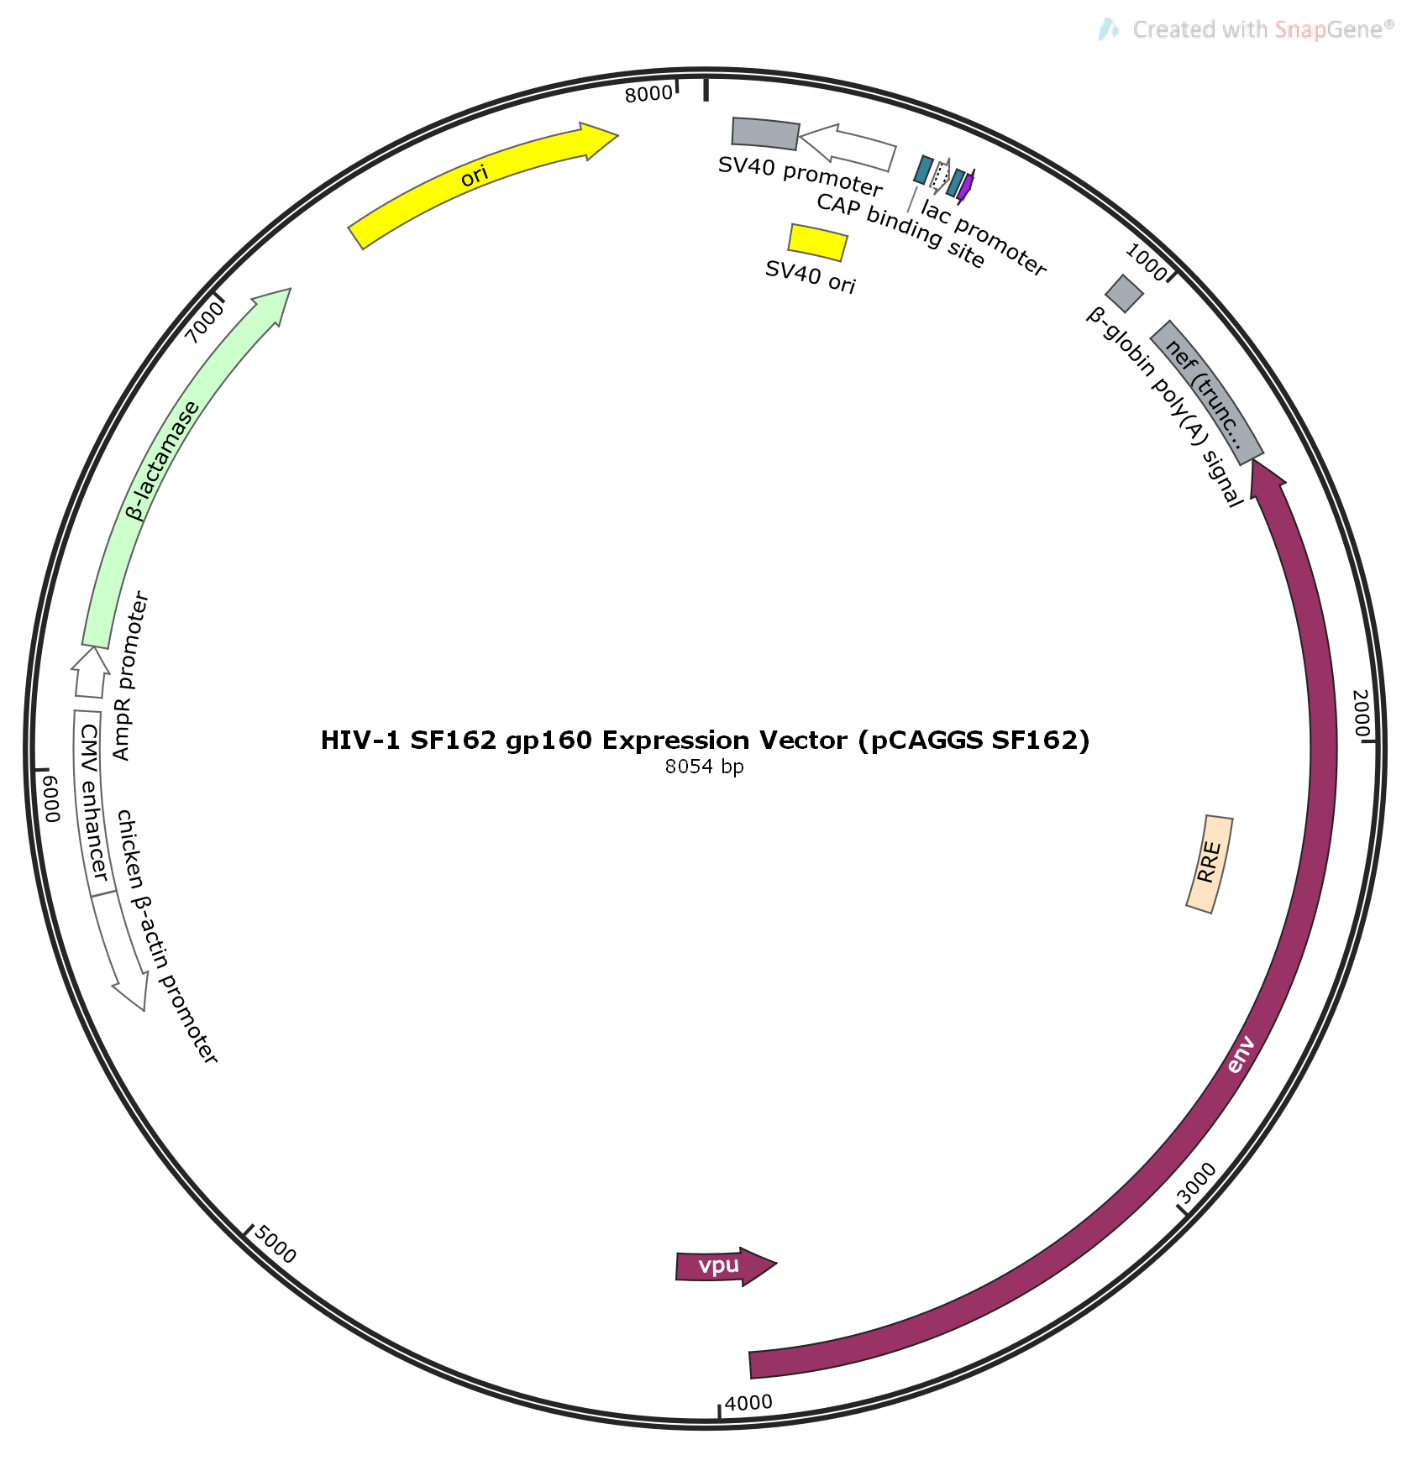 Created with SnapGene®
8000
ori
SV40 promoter
CAP binding site
lac promoter
SV40 ori
1000
β-globin poly(A) signal
nef (trunc...
7000
β-lactamase
AmpR promoter
2000
HIV-1 SF162 gp160 Expression Vector (pCAGGS SF162)
8054 bp
CMV enhancer
6000
chicken β-actin promoter
RRE
env
3000
5000
vpu
4000